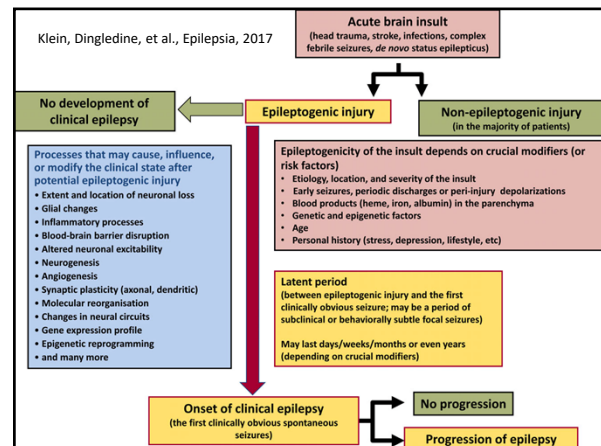 Klein, Dingledine, et al., Epilepsia, 2017
Acute brain insult
(head trauma, stroke, infections, complex
febrile seizures, de novo status epilepticus)
No development of
clinical epilepsy
Epileptogenic injury
Non-epileptogenic injury
(in the majority of patients)
Processes that may cause, influence,
or modify the clinical state after
potential epileptogenic injury
• Extent and location of neuronal loss
• Glial changes
• Inflammatory processes
• Blood-brain barrier disruption
• Altered neuronal excitability
• Neurogenesis
• Angiogenesis
• Synaptic plasticity (axonal, dendritic)
• Molecular reorganisation
• Changes in neural circuits
• Gene expression profile
• Epigenetic reprogramming
• and many more
Epileptogenicity of the insult depends on crucial modifiers (or
risk factors)
• Etiology, location, and severity of the insult
• Early seizures, periodic discharges or peri-injury depolarizations
• Blood products (heme, iron, albumin) in the parenchyma
• Genetic and epigenetic factors
• Age
• Personal history (stress, depression, lifestyle, etc)
Latent period
(between epileptogenic injury and the first
clinically obvious seizure; may be a period of
subclinical or behaviorally subtle focal seizures)
May last days/weeks/months or even years
(depending on crucial modifiers)
Onset of clinical epilepsy
(the first clinically obvious spontaneous
seizures)
No progression
Progression of epilepsy